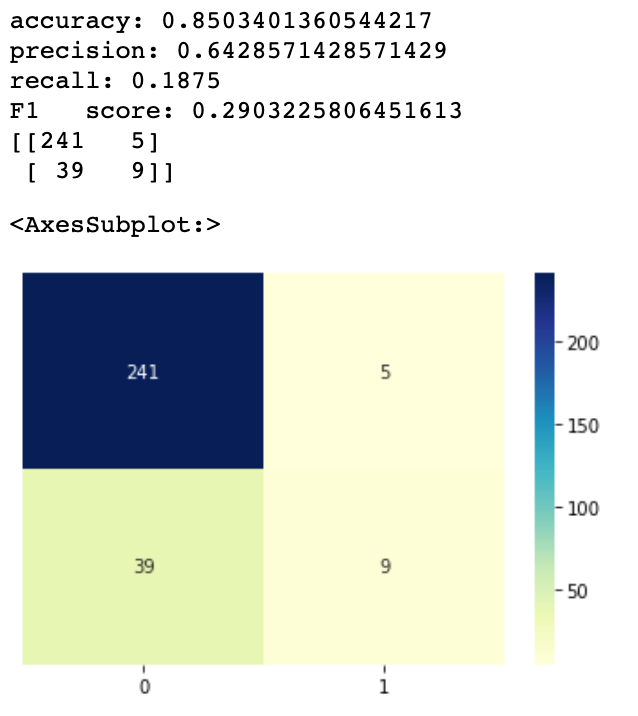 accuracy: 0.8503401360544217
precision: 0.6428571428571429
recall: 0.1875
F1   score: 0.2903225806451613
[[241   5]
 [ 39   9]]
<AxesSubplot:>
241 5
200
150
100
39 9
50
0 1